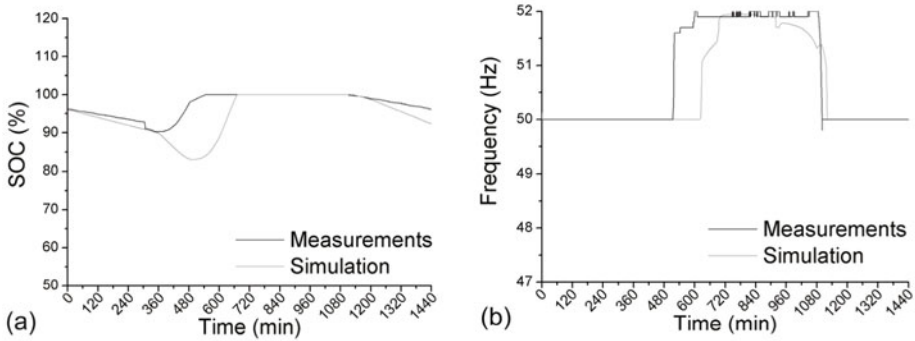 120
110
100
90
80
70
60
50
SOC (%)
Measurements
Simulation
0 120 240 360 480 600 720 840 960 1080 1200 1320 1440
Time (min)
(a)
52
51
50
49
48
47
Frequency (Hz)
Measurements
Simulation
0 120 240 360 480 600 720 840 960 1080 1200 1320 1440
Time (min)
(b)